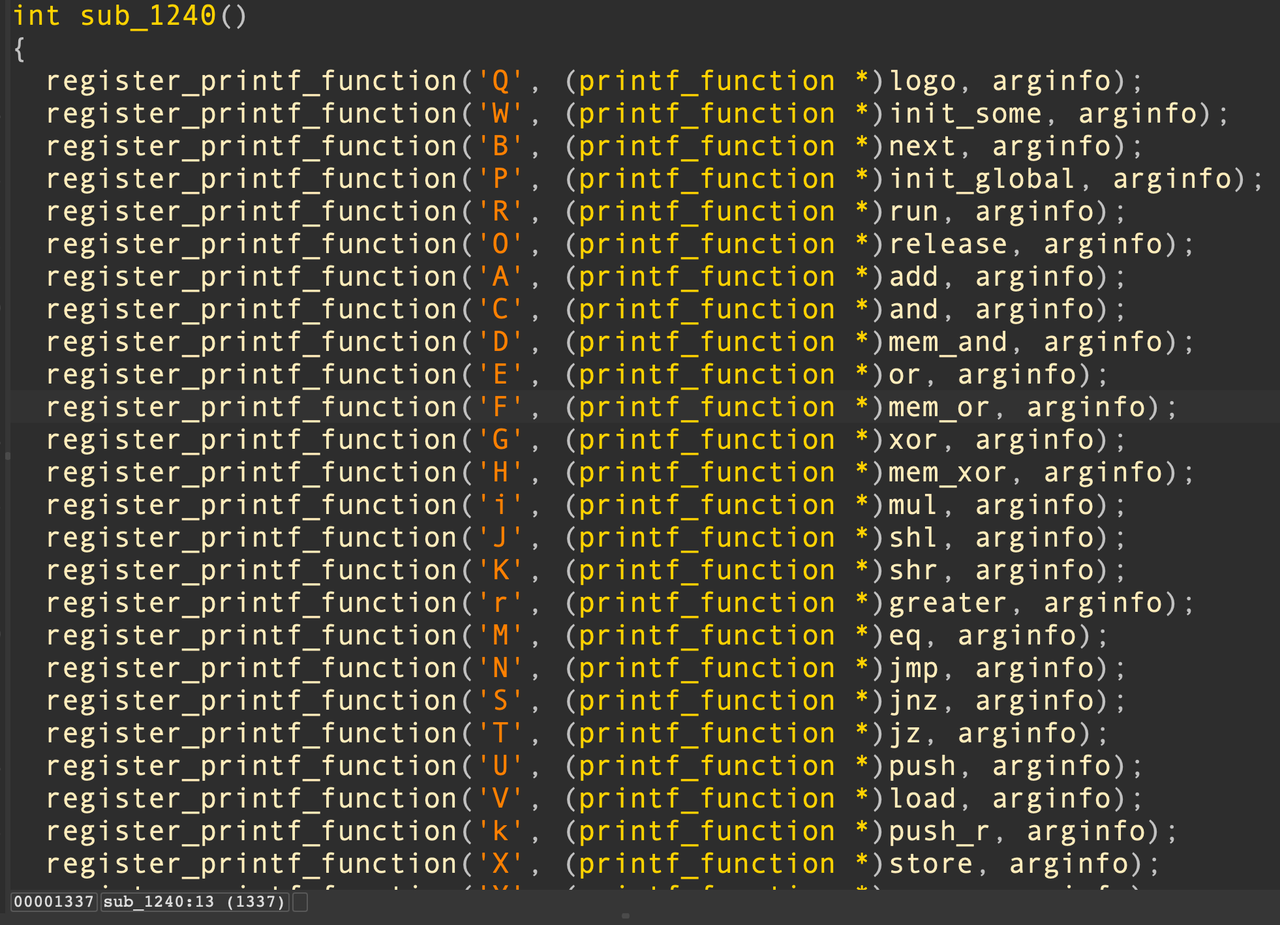 int sub_1240()
{
  register_printf_function('Q', (printf_function *)logo, arginfo);
  register_printf_function('W', (printf_function *)init_some, arginfo);
  register_printf_function('B', (printf_function *)next, arginfo);
  register_printf_function('P', (printf_function *)init_global, arginfo);
  register_printf_function('R', (printf_function *)run, arginfo);
  register_printf_function('O', (printf_function *)release, arginfo);
  register_printf_function('A', (printf_function *)add, arginfo);
  register_printf_function('C', (printf_function *)and, arginfo);
  register_printf_function('D', (printf_function *)mem_and, arginfo);
  register_printf_function('E', (printf_function *)or, arginfo);
  register_printf_function('F', (printf_function *)mem_or, arginfo);
  register_printf_function('G', (printf_function *)xor, arginfo);
  register_printf_function('H', (printf_function *)mem_xor, arginfo);
  register_printf_function('i', (printf_function *)mul, arginfo);
  register_printf_function('J', (printf_function *)shl, arginfo);
  register_printf_function('K', (printf_function *)shr, arginfo);
  register_printf_function('r', (printf_function *)greater, arginfo);
  register_printf_function('M', (printf_function *)eq, arginfo);
  register_printf_function('N', (printf_function *)jmp, arginfo);
  register_printf_function('S', (printf_function *)jnz, arginfo);
  register_printf_function('T', (printf_function *)jz, arginfo);
  register_printf_function('U', (printf_function *)push, arginfo);
  register_printf_function('V', (printf_function *)load, arginfo);
  register_printf_function('k', (printf_function *)push_r, arginfo);
  register_printf_function('X', (printf_function *)store, arginfo);
00001337 sub_1240:13 (1337)